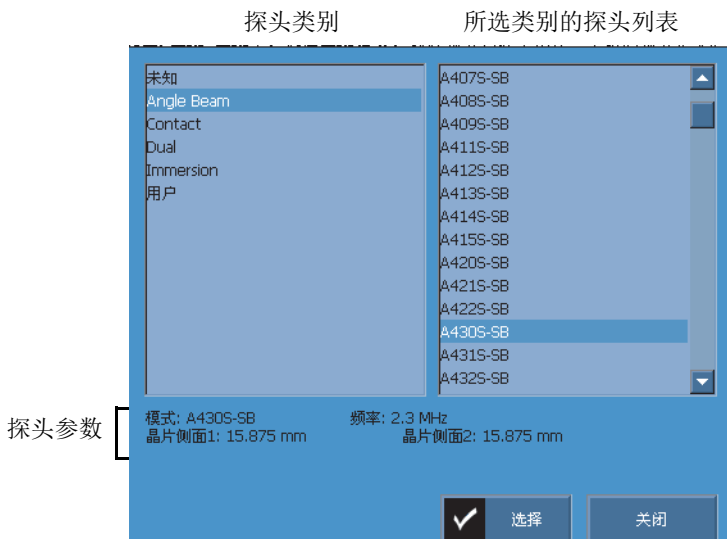 探头类别
所选类别的探头列表
未知
Angle Beam
Contact
Dual
Immersion
用户
A407S-SB
A408S-SB
A409S-SB
A411S-SB
A412S-SB
A413S-SB
A414S-SB
A415S-SB
A420S-SB
A421S-SB
A422S-SB
A430S-SB
A431S-SB
A432S-SB
探头参数
模式: A430S-SB 频率: 2.3 MHz
晶片侧面1: 15.875 mm 晶片侧面2: 15.875 mm
选择
关闭